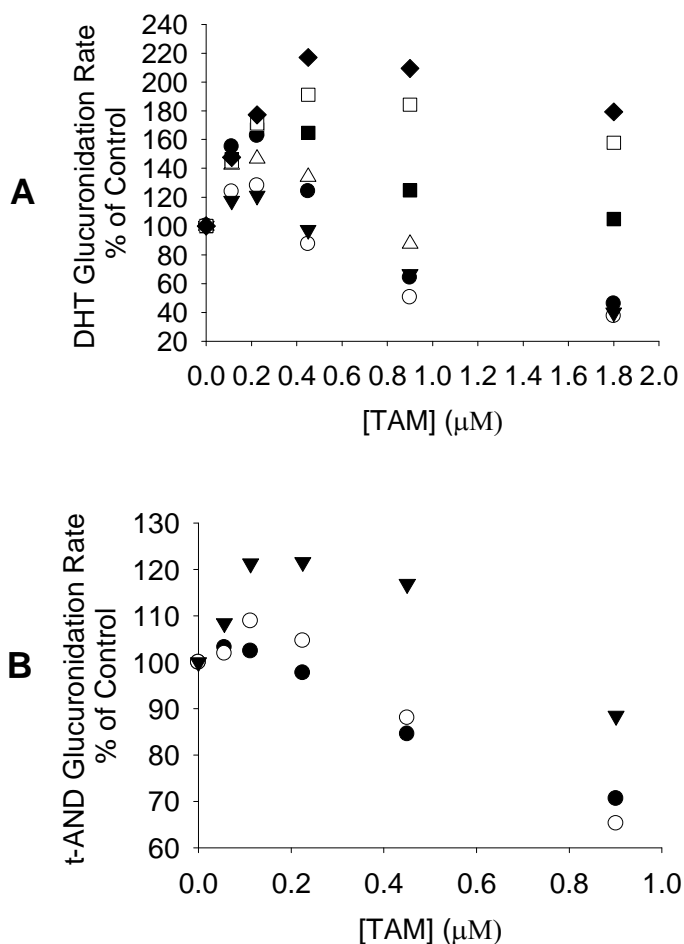 A
DHT Glucuronidation Rate
% of Control
240
220
200
180
160
140
120
100
80
60
40
20
0.0 0.2 0.4 0.6 0.8 1.0 1.2 1.4 1.6 1.8 2.0
[TAM] (μM)
B
t-AND Glucuronidation Rate
% of Control
130
120
110
100
90
80
70
60
0.0 0.2 0.4 0.6 0.8 1.0
[TAM] (μM)